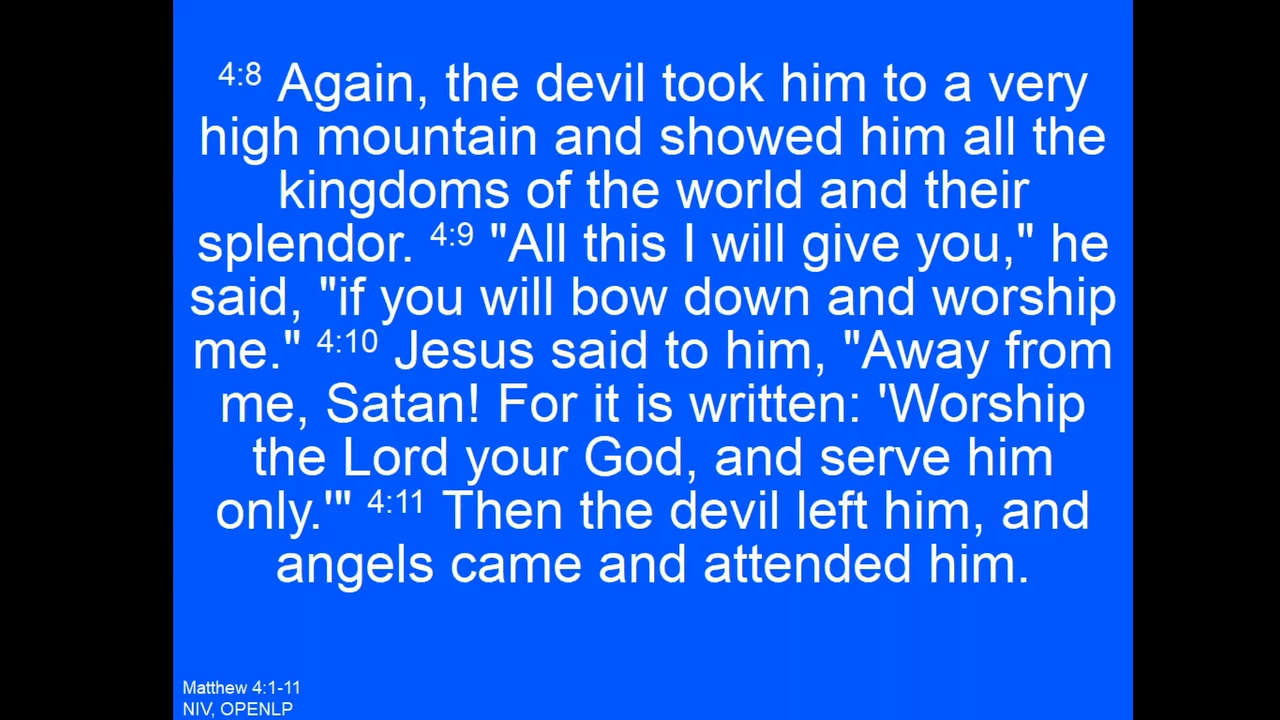 4:8 Again, the devil took him to a very
high mountain and showed him all the
kingdoms of the world and their
splendor. 4:9 "All this I will give you," he
said, "if you will bow down and worship
me." 4:10 Jesus said to him, "Away from
me, Satan! For it is written: 'Worship
the Lord your God, and serve him
only.'" 4:11 Then the devil left him, and
angels came and attended him.
Matthew 4:1-11
NIV, OPENLP